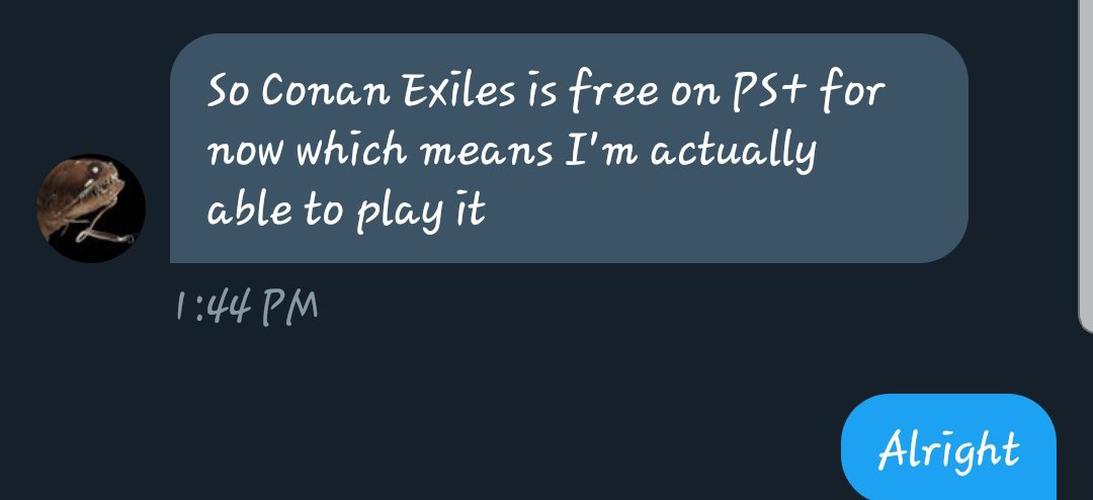 So Conan Exiles is free on PS+ for
now which means I'm actually
able to play it
1:44 PM
Alright